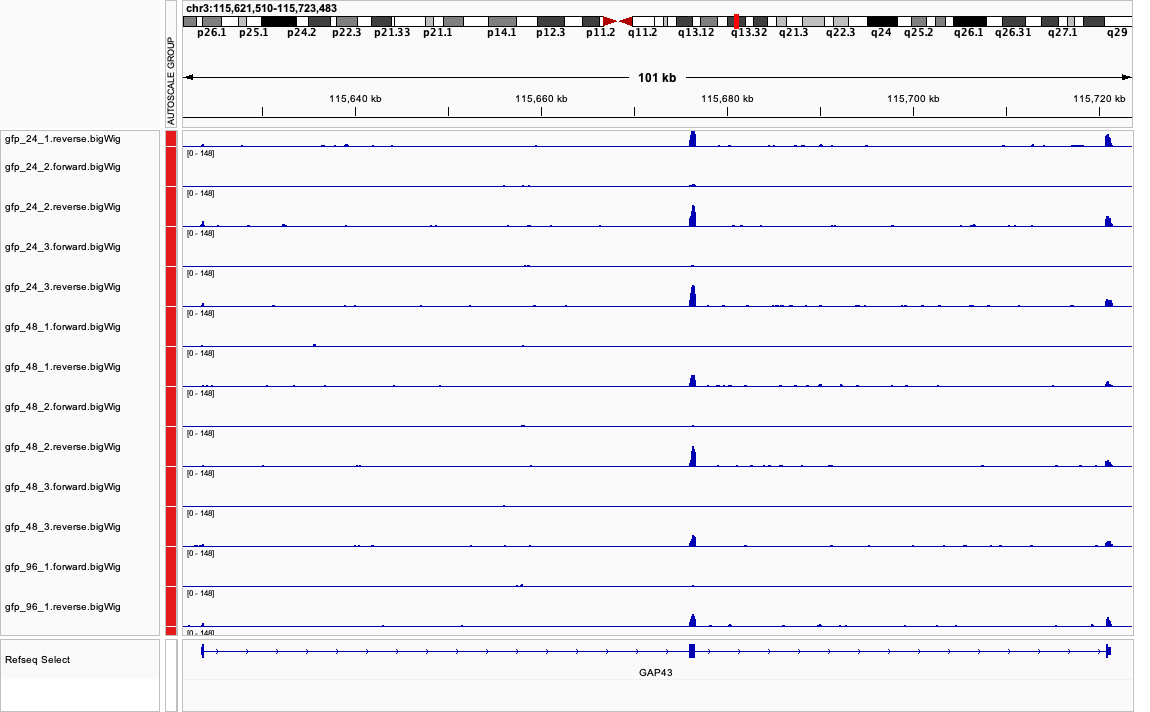 chr3:115,621,510-115,723,483
p26.1 p25.1 p24.2 p22.3 p21.33 p21.1 p14.1 p12.3 p11.2 q11.2 q13.12 q13.32 q21.3 q22.3 q24 q25.2 q26.1 q26.31 q27.1 q29
AUTOSCALE GROUP
101 kb
115,640 kb 115,660 kb 115,680 kb 115,700 kb 115,720 kb
gfp_24_1.reverse.bigWig
[0 - 148]
gfp_24_2.forward.bigWig
[0 - 148]
gfp_24_2.reverse.bigWig
[0 - 148]
gfp_24_3.forward.bigWig
[0 - 148]
gfp_24_3.reverse.bigWig
[0 - 148]
gfp_48_1.forward.bigWig
[0 - 148]
gfp_48_1.reverse.bigWig
[0 - 148]
gfp_48_2.forward.bigWig
[0 - 148]
gfp_48_2.reverse.bigWig
[0 - 148]
gfp_48_3.forward.bigWig
[0 - 148]
gfp_48_3.reverse.bigWig
[0 - 148]
gfp_96_1.forward.bigWig
[0 - 148]
gfp_96_1.reverse.bigWig
[0 - 148]
Refseq Select
GAP43